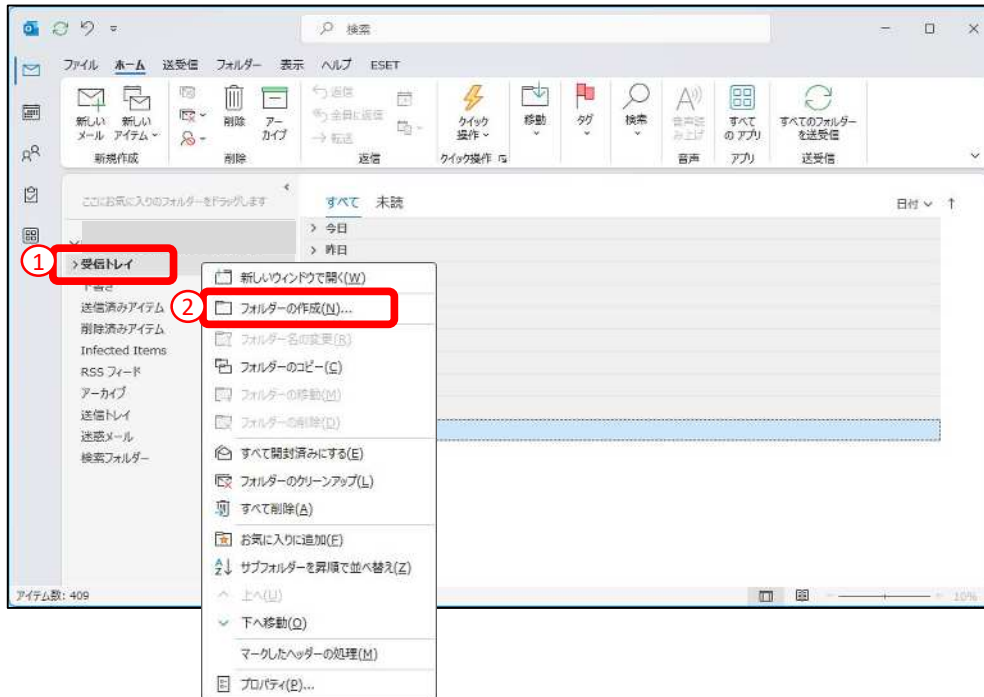 検索
ファイル ホーム 送受信 フォルダー 表示 ヘルプ ESET
新しい メール
新しい アイテム
削除
アー カイブ
返信
全員に返信
転送
クイック 操作
移動
タグ
検索
音声読 み上げ
すべて の アプリ
すべてのフォルダー を送受信
新規作成 削除 返信 クイック操作 音声 アプリ 送受信
ここにお気に入りのフォルダーをドラッグします
すべて 未読
日付
今日
昨日
1
受信トレイ
下書き
送信済みアイテム
削除済みアイテム
Infected Items
RSS フィード
アーカイブ
送信トレイ
迷惑メール
検索フォルダー
新しいウィンドウで開く(W)
2
フォルダーの作成(N)...
フォルダー名の変更(R)
フォルダーのコピー(C)
フォルダーの移動(M)
フォルダーの削除(D)
すべて開封済みにする(E)
フォルダーのクリーンアップ(L)
すべて削除(A)
お気に入りに追加(F)
サブフォルダーを昇順で並べ替え(Z)
上へ(U)
下へ移動(O)
マークしたヘッダーの処理(M)
プロパティ(P)...
アイテム数: 409
10%